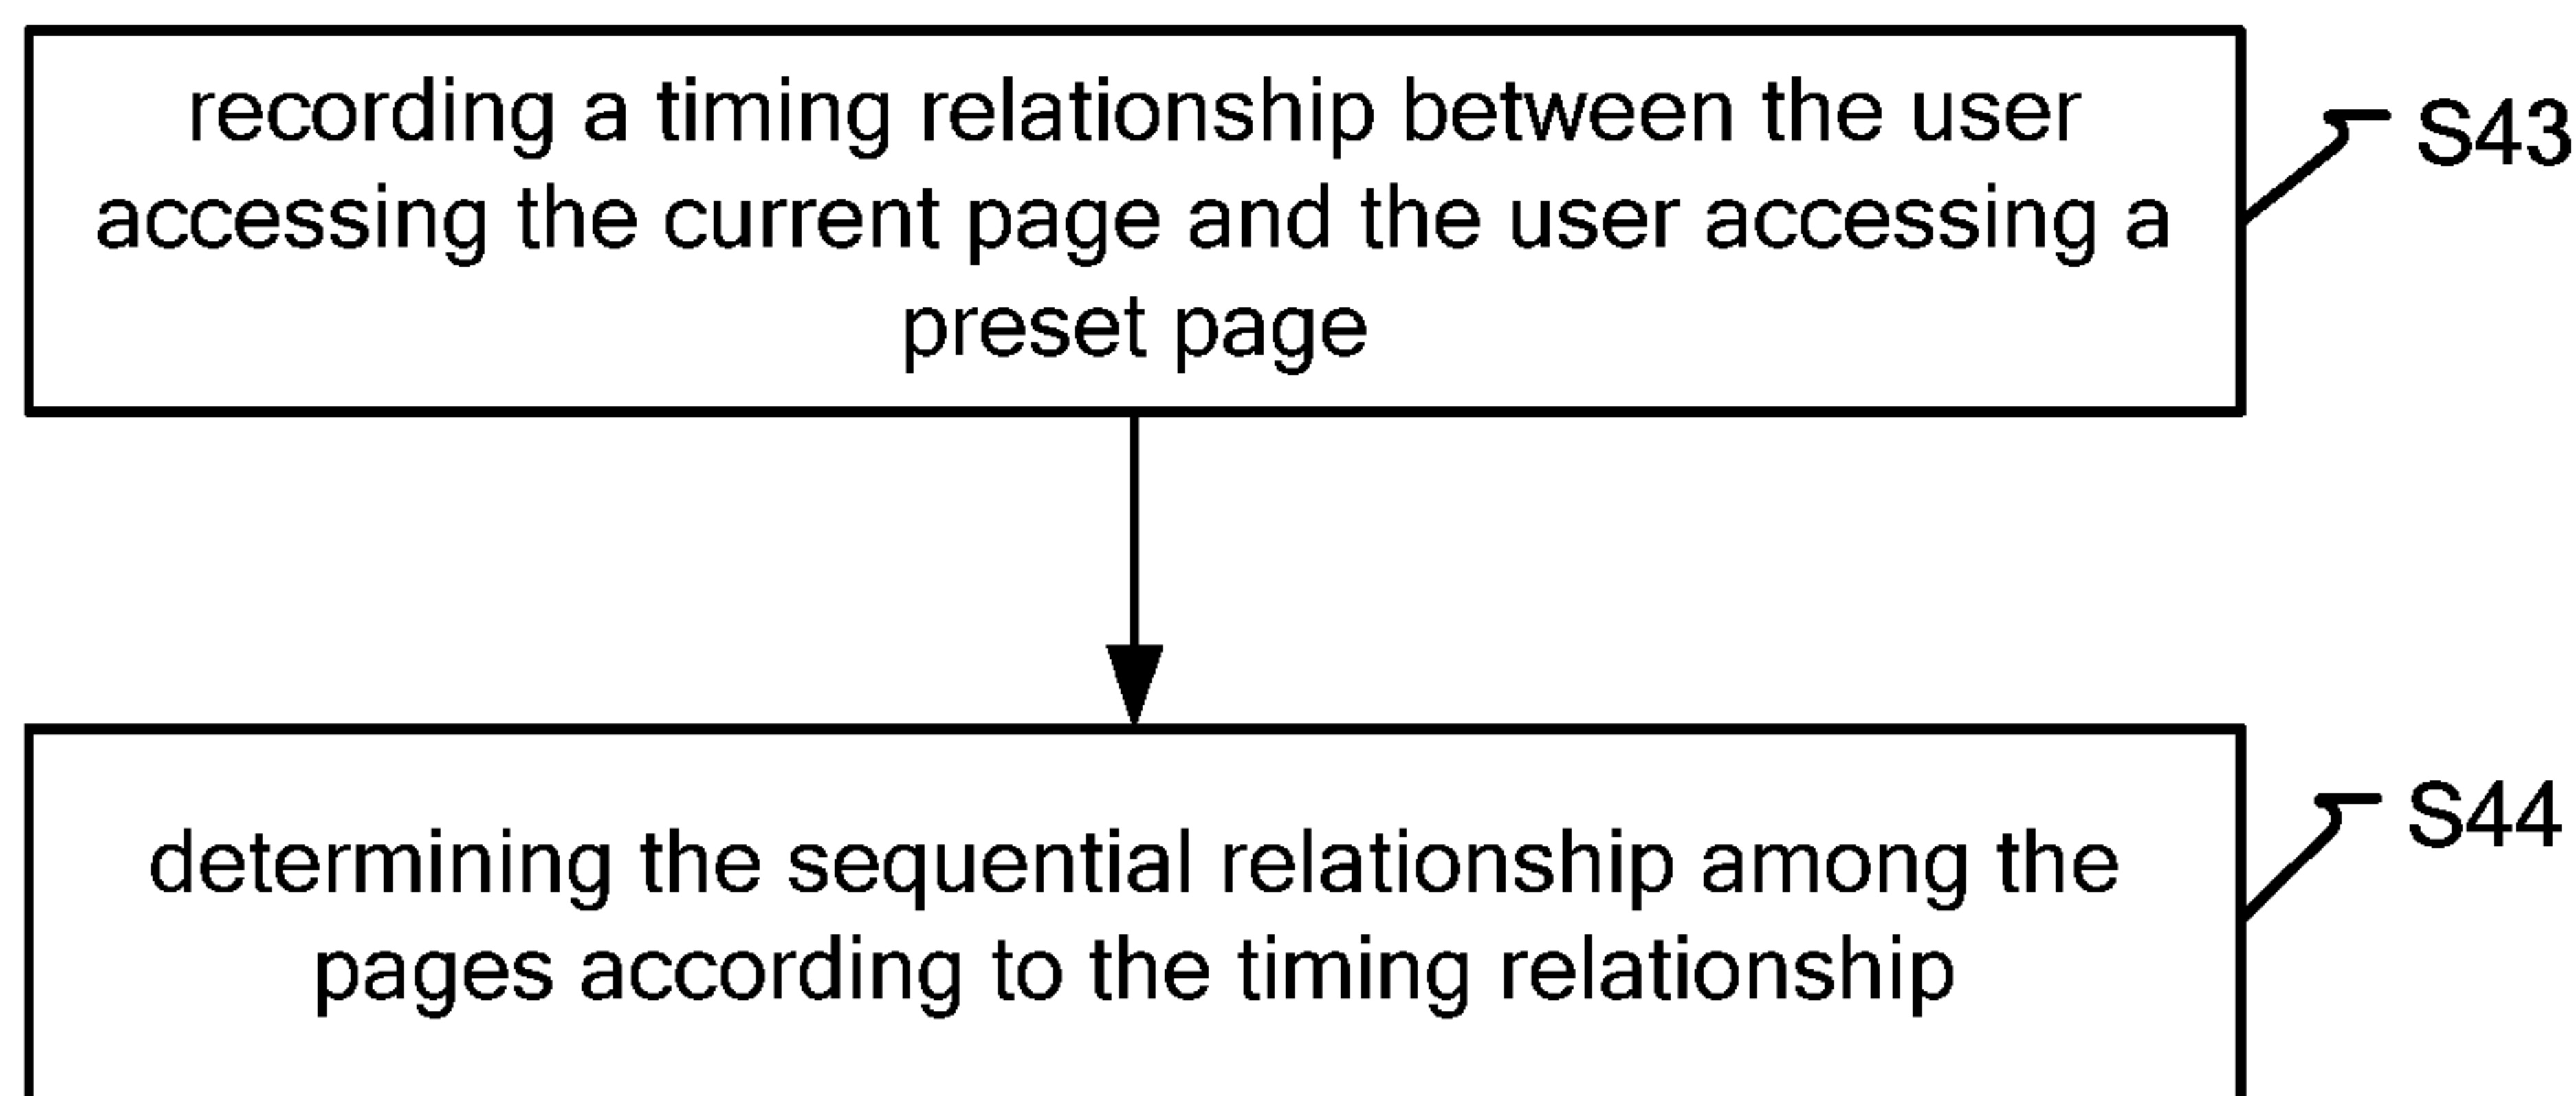 recording a timing relationship between the user
accessing the current page and the user accessing a
preset page
S43
determining the sequential relationship among the
pages according to the timing relationship
S44